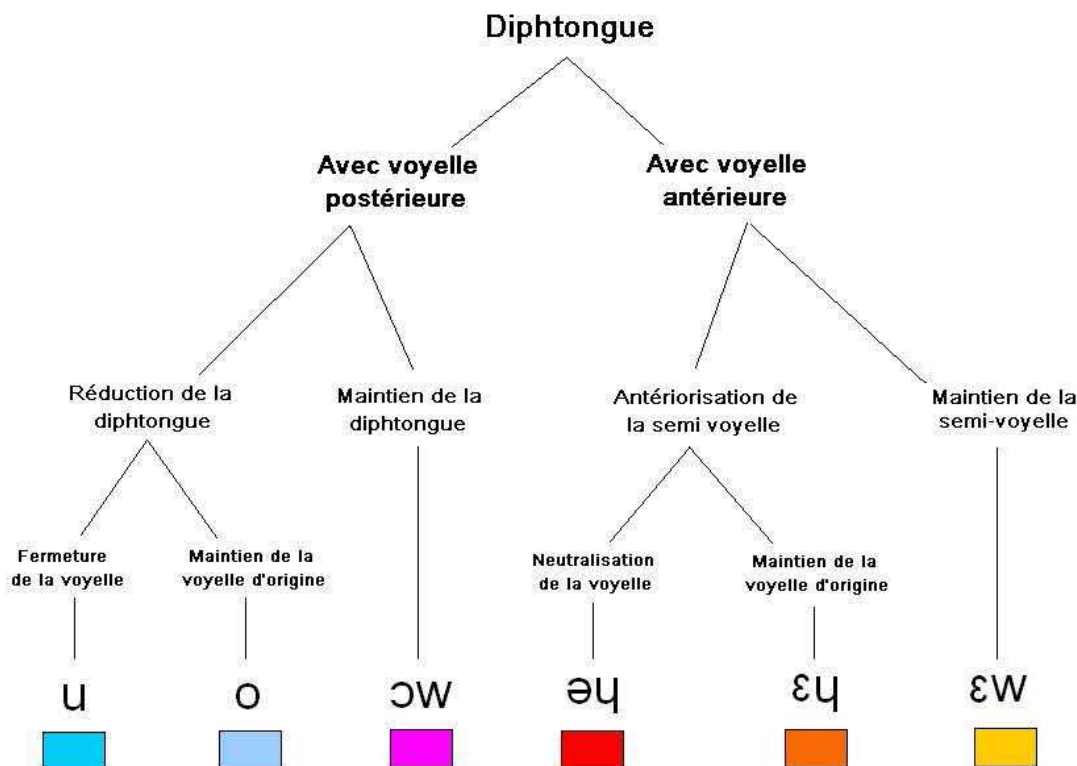 Diphtongue
Avec voyelle
postérieure
Avec voyelle
antérieure
Réduction de la
diphtongue
Maintien de la
diphtongue
Antériorisation de
la semi voyelle
Maintien de la
semi-voyelle
Fermeture
de la voyelle
Maintien de la
voyelle d'origine
Neutralisation
de la voyelle
Maintien de la
voyelle d'origine
u o ɔw əɥ ɛɥ ɛw